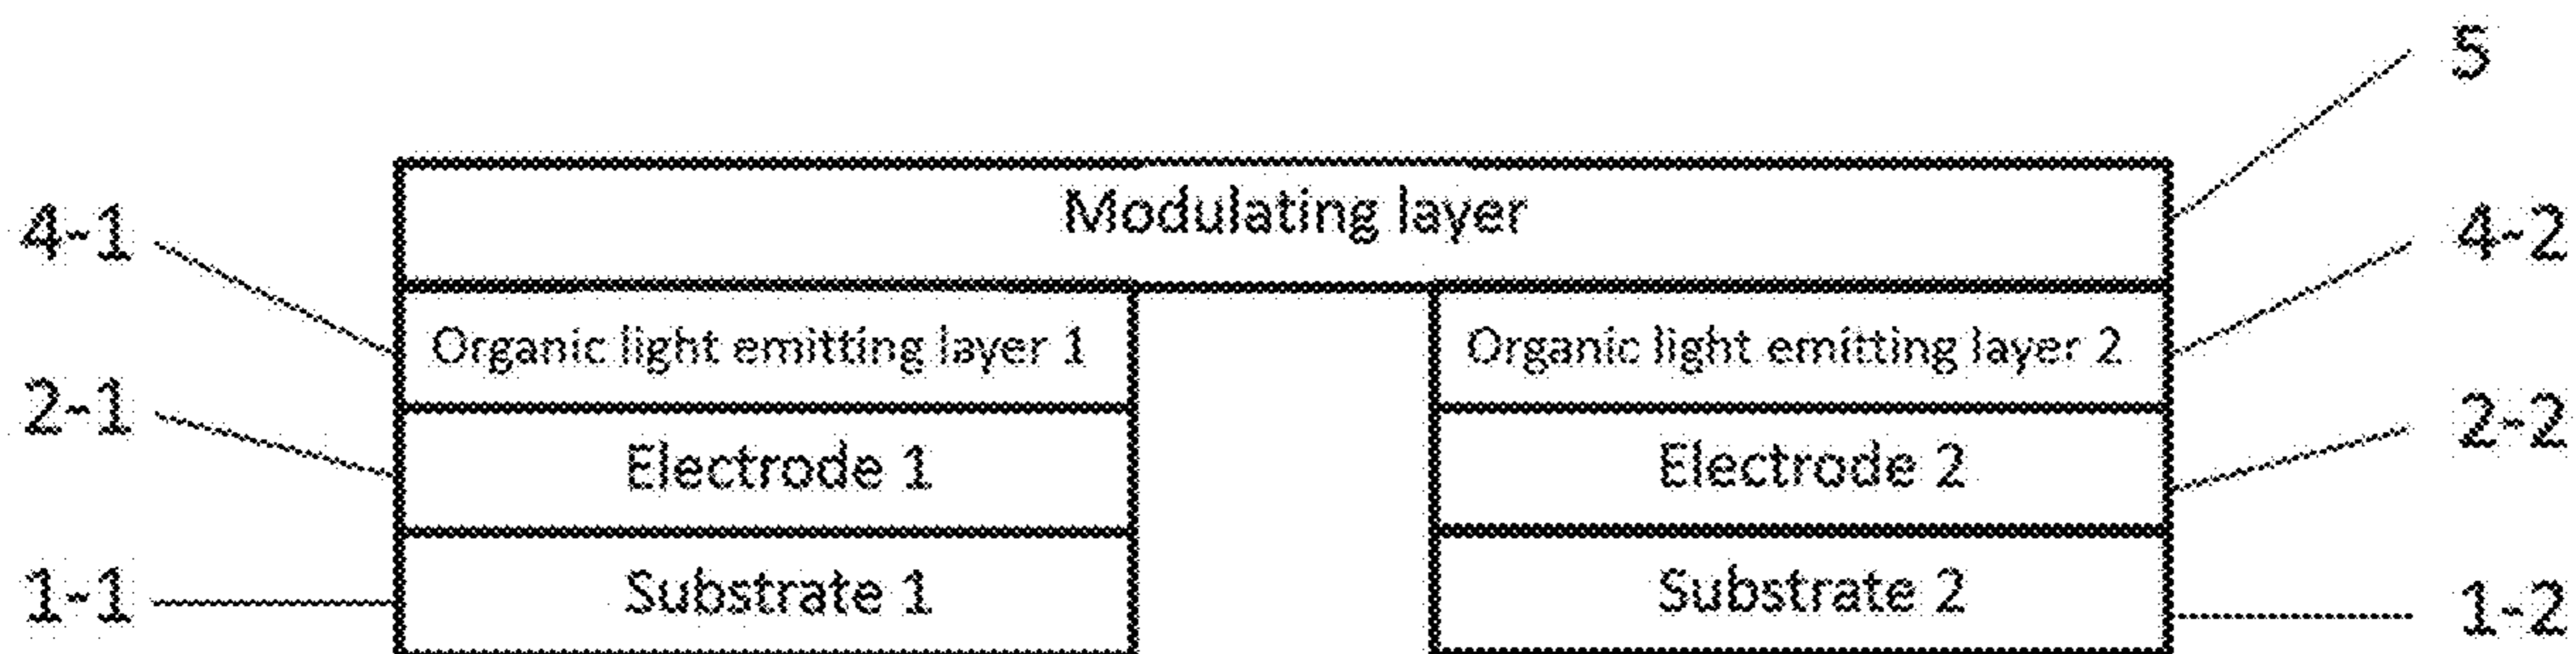 5
Modulating layer
4-1
4-2
Organic light emitting layer 1
Organic light emitting layer 2
2-1
2-2
Electrode 1
Electrode 2
1-1
Substrate 1
Substrate 2
1-2